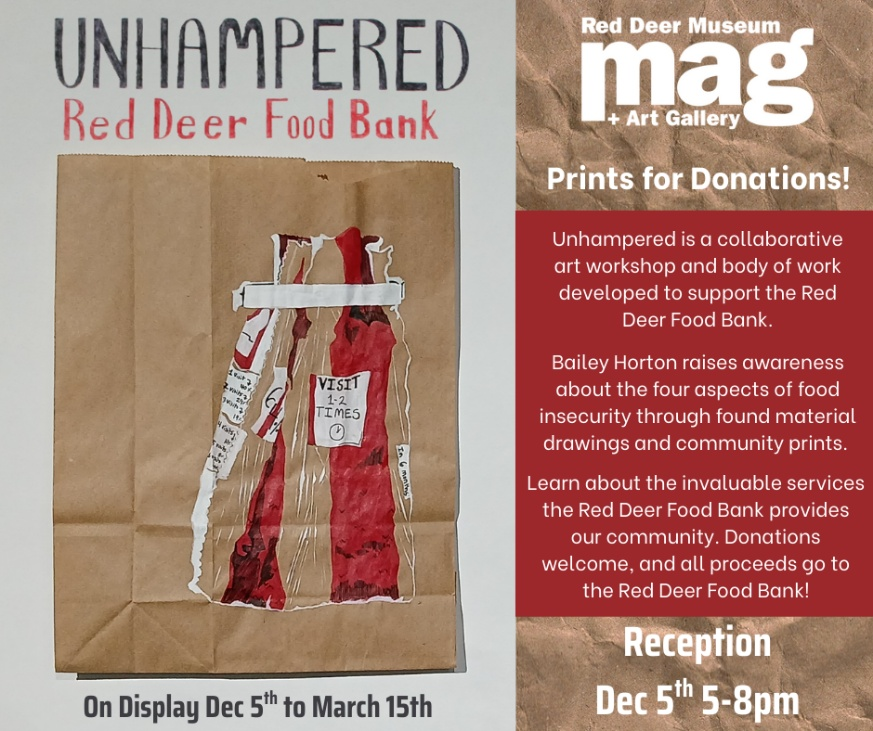 UNHAMPERED
Red Deer Food Bank
VISIT
1-2
TIMES
In 6 months
On Display Dec 5th to March 15th
Red Deer Museum
mag
+ Art Gallery
Prints for Donations!
Unhampered is a collaborative
art workshop and body of work
developed to support the Red
Deer Food Bank.
Bailey Horton raises awareness
about the four aspects of food
insecurity through found material
drawings and community prints.
Learn about the invaluable services
the Red Deer Food Bank provides
our community. Donations
welcome, and all proceeds go to
the Red Deer Food Bank!
Reception
Dec 5th 5-8pm